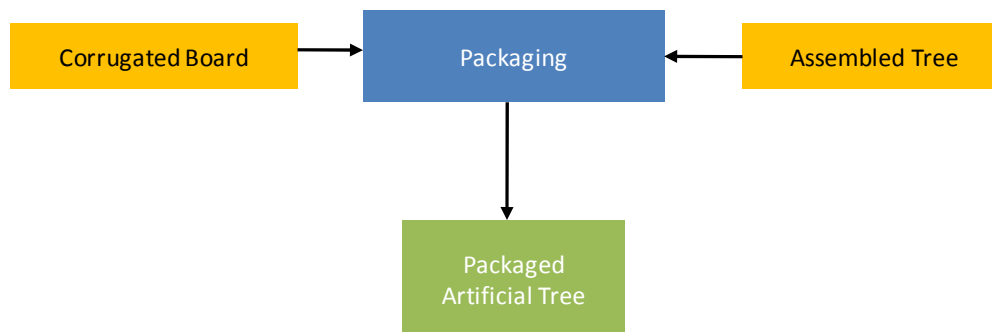 Corrugated Board
Packaging
Assembled Tree
Packaged
Artificial Tree